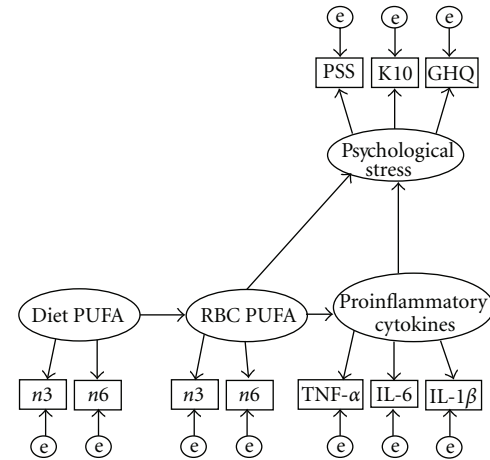 e e e
PSS K10 GHQ
Psychological
stress
Diet PUFA RBC PUFA Proinflammatory
cytokines
n3 n6 n3 n6 TNF-α IL-6 IL-1β
e e e e e e e